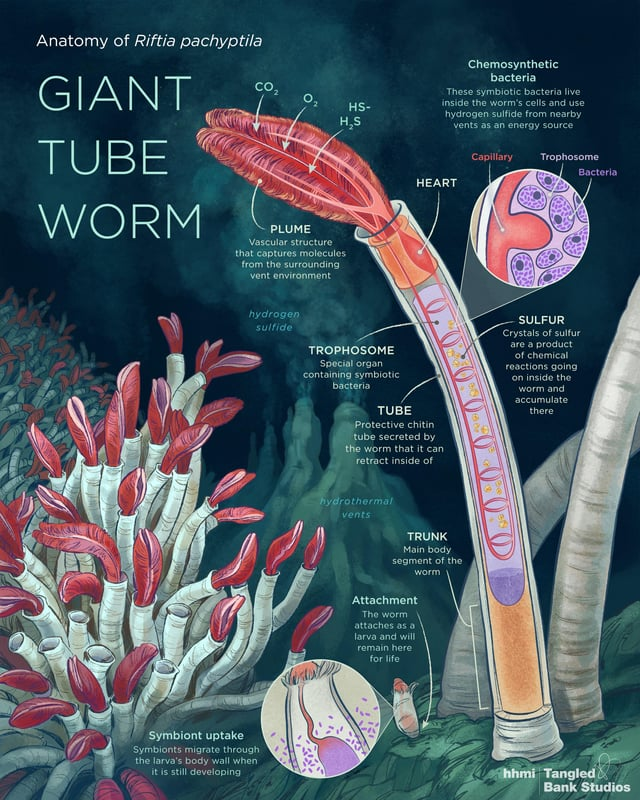 Anatomy of Riftia pachyptila
GIANT
TUBE
WORM
CO2
O2
HS-
H2S
Chemosynthetic
bacteria
These symbiotic bacteria live
inside the worm's cells and use
hydrogen sulfide from nearby
vents as an energy source
Capillary
Trophosome
Bacteria
HEART
PLUME
Vascular structure
that captures molecules
from the surrounding
vent environment
hydrogen
sulfide
TROPHOSOME
Special organ
containing symbiotic
bacteria
SULFUR
Crystals of sulfur
are a product
of chemical
reactions going
on inside the
worm and
accumulate
there
TUBE
Protective chitin
tube secreted by
the worm that it can
retract inside of
hydrothermal
vents
TRUNK
Main body
segment of the
worm
Attachment
The worm
attaches as a
larva and will
remain here
for life
Symbiont uptake
Symbionts migrate through
the larva's body wall when
it is still developing
hhmi Tangled
Bank Studios